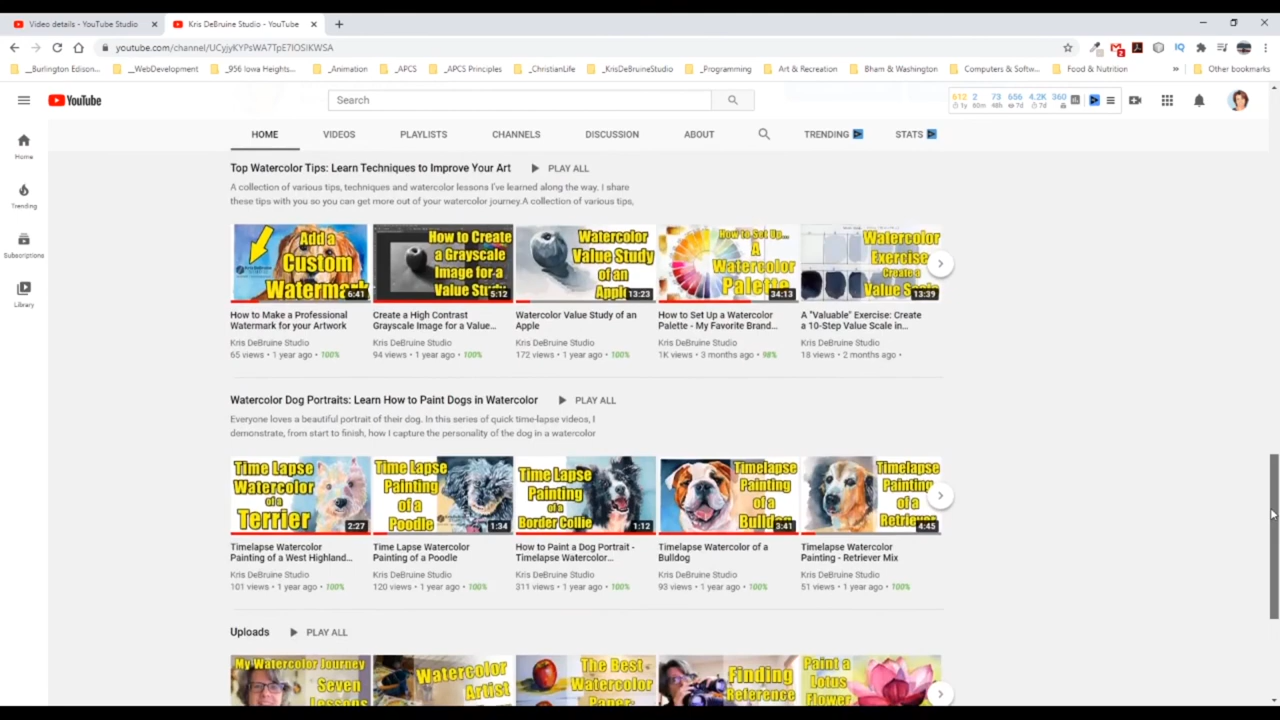 Video details - YouTube Studio
Kris DeBruine Studio - YouTube
youtube.com/channel/UCyjyKYPsWA7TpE7IOSIKWSA
__Burlington Edison...
__WebDevelopment
_956 Iowa Heights...
_Animation
_APCS
_APCS Principles
_ChristianLife
_KrisDeBruineStudio
_Programming
Art & Recreation
Bham & Washington
Computers & Softw...
Food & Nutrition
»
Other bookmarks
YouTube
Search
612 2 73 656 4.2K 360
1y 60m 48h 7d 7d
HOME VIDEOS PLAYLISTS CHANNELS DISCUSSION ABOUT TRENDING STATS
Home
Trending
Subscriptions
Library
Top Watercolor Tips: Learn Techniques to Improve Your Art PLAY ALL
A collection of various tips, techniques and watercolor lessons I've learned along the way. I share
these tips with you so you can get more out of your watercolor journey.A collection of various tips,
Add a
Custom
Watermark
6:41
How to Create
a Grayscale
Image for a
Value Study
5:12
Watercolor
Value Study
of an
Apple
13:23
How to Set Up...
A
Watercolor
Palette
34:13
Watercolor
Exercise
Create a
Value Scale
13:39
How to Make a Professional
Watermark for your Artwork
Kris DeBruine Studio
65 views • 1 year ago • 100%
Create a High Contrast
Grayscale Image for a Value...
Kris DeBruine Studio
94 views • 1 year ago • 100%
Watercolor Value Study of an
Apple
Kris DeBruine Studio
172 views • 1 year ago • 100%
How to Set Up a Watercolor
Palette - My Favorite Brand...
Kris DeBruine Studio
1K views • 3 months ago • 98%
A "Valuable" Exercise: Create
a 10-Step Value Scale in...
Kris DeBruine Studio
18 views • 2 months ago •
Watercolor Dog Portraits: Learn How to Paint Dogs in Watercolor PLAY ALL
Everyone loves a beautiful portrait of their dog. In this series of quick time-lapse videos, I
demonstrate, from start to finish, how I capture the personality of the dog in a watercolor
Time Lapse
Watercolor
of a
Terrier
2:27
Time Lapse
Painting
of a
Poodle
1:34
Time Lapse
Painting
of a
Border Collie
1:12
Timelapse
Painting
of a
Bulldog
3:41
Timelapse
Painting
of a
Retriever
4:45
Timelapse Watercolor
Painting of a West Highland...
Kris DeBruine Studio
101 views • 1 year ago • 100%
Time Lapse Watercolor
Painting of a Poodle
Kris DeBruine Studio
120 views • 1 year ago • 100%
How to Paint a Dog Portrait -
Timelapse Watercolor...
Kris DeBruine Studio
311 views • 1 year ago • 100%
Timelapse Watercolor of a
Bulldog
Kris DeBruine Studio
93 views • 1 year ago • 100%
Timelapse Watercolor
Painting - Retriever Mix
Kris DeBruine Studio
51 views • 1 year ago • 100%
Uploads PLAY ALL
My Watercolor Journey
Seven
Lessons
Watercolor
Artist
The Best
Watercolor
Paper
Finding
Reference
Paint a
Lotus
Flower